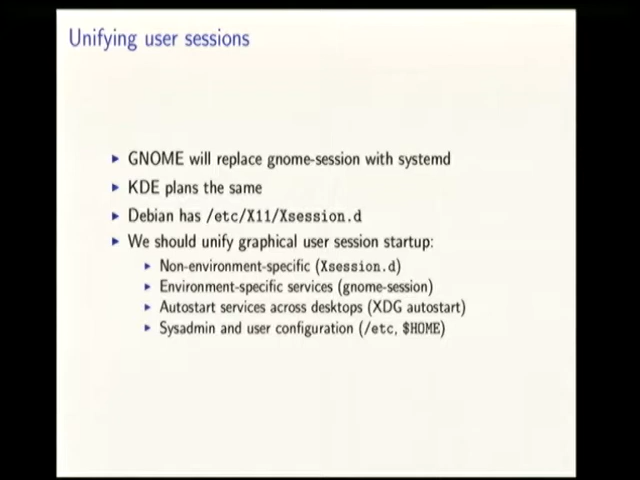 Unifying user sessions
GNOME will replace gnome-session with systemd
KDE plans the same
Debian has /etc/X11/Xsession.d
We should unify graphical user session startup:
Non-environment-specific (Xsession.d)
Environment-specific services (gnome-session)
Autostart services across desktops (XDG autostart)
Sysadmin and user configuration (/etc, $HOME)